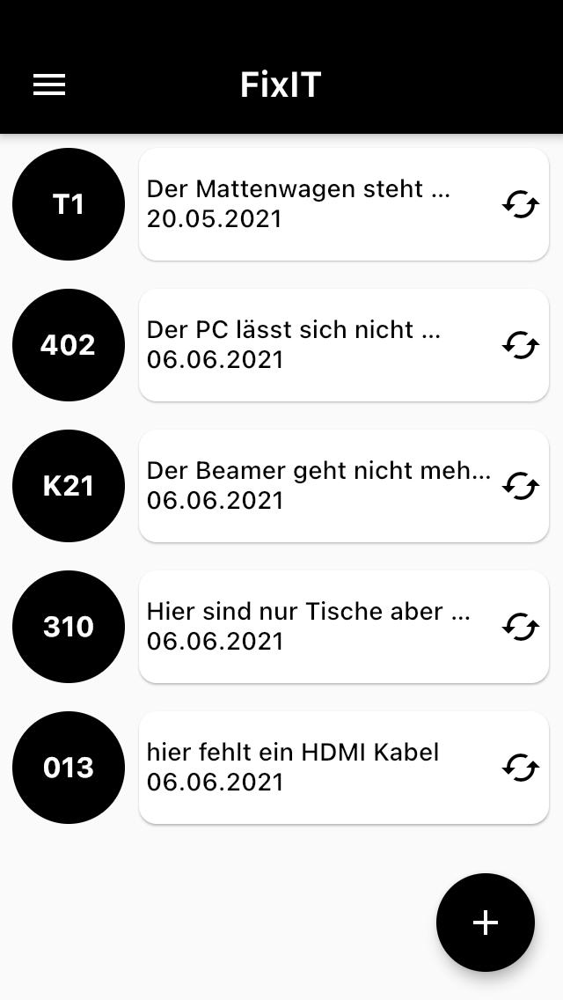 FixIT
T1
Der Mattenwagen steht ...
20.05.2021
402
Der PC lässt sich nicht ...
06.06.2021
K21
Der Beamer geht nicht meh...
06.06.2021
310
Hier sind nur Tische aber ...
06.06.2021
013
hier fehlt ein HDMI Kabel
06.06.2021
+